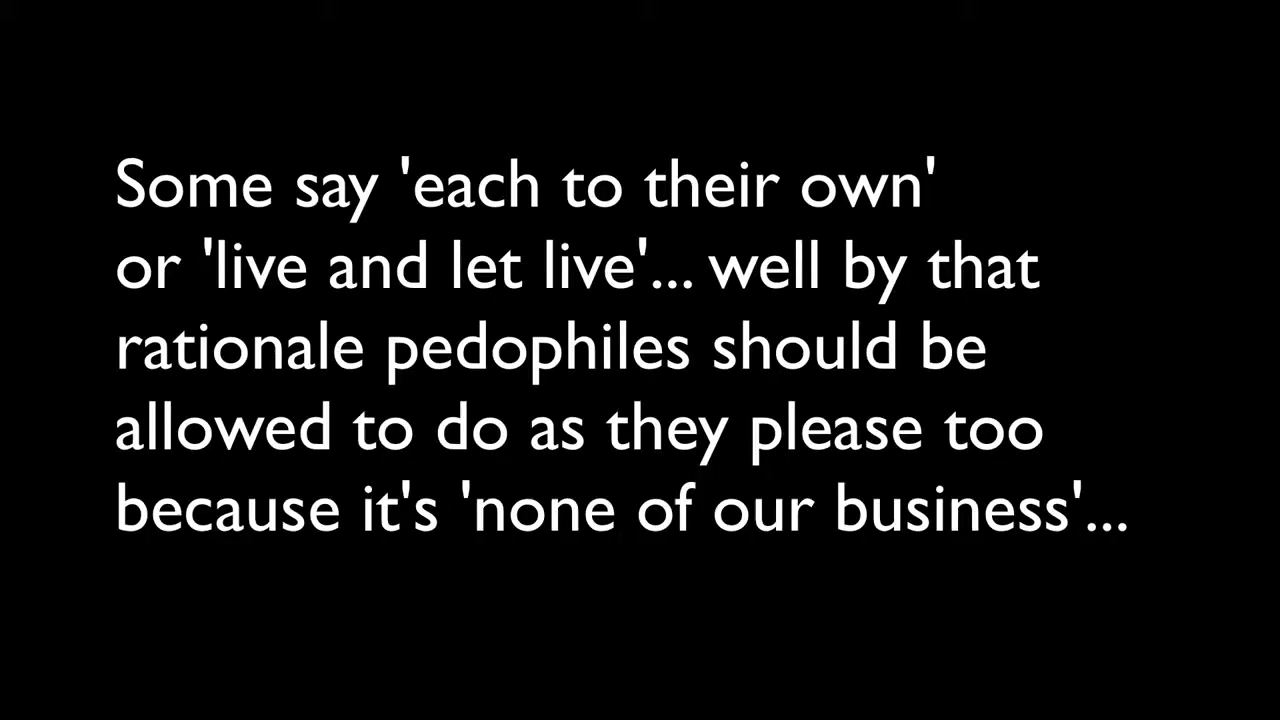 Some say 'each to their own'
or 'live and let live'... well by that
rationale pedophiles should be
allowed to do as they please too
because it's 'none of our business'...